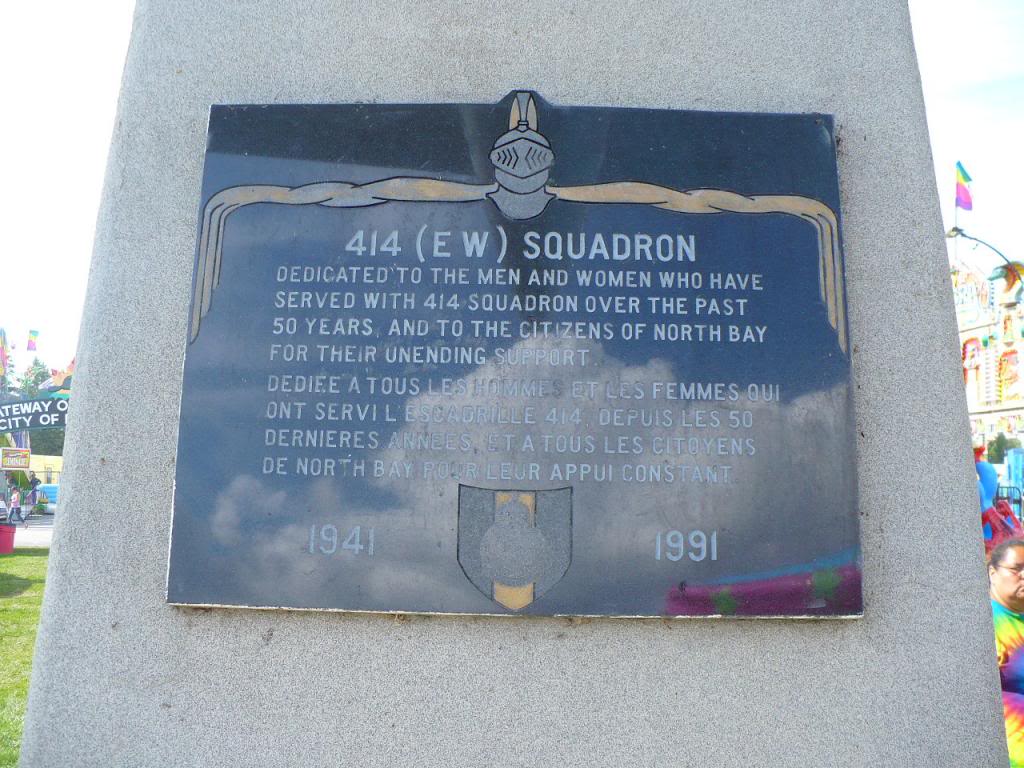 414 (EW) SQUADRON
DEDICATED TO THE MEN AND WOMEN WHO HAVE
SERVED WITH 414 SQUADRON OVER THE PAST
50 YEARS, AND TO THE CITIZENS OF NORTH BAY
FOR THEIR UNENDING SUPPORT.
DEDIEE A TOUS LES HOMMES ET LES FEMMES QUI
ONT SERVI L'ESCADRILLE 414, DEPUIS LES 50
DERNIERES ANNEES, ET A TOUS LES CITOYENS
DE NORTH BAY POUR LEUR APPUI CONSTANT.
1941 1991
CITY OF